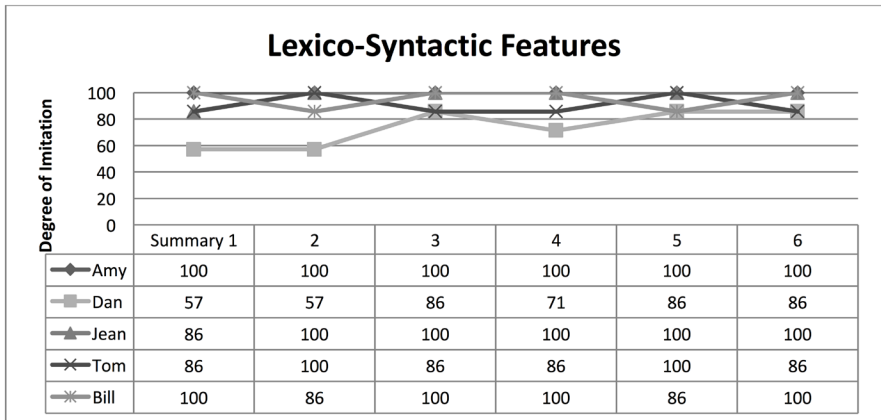 Lexico-Syntactic Features
Degree of Imitation
100
80
60
40
20
0
Summary 1 2 3 4 5 6
Amy 100 100 100 100 100 100
Dan 57 57 86 71 86 86
Jean 86 100 100 100 100 100
Tom 86 100 86 86 100 86
Bill 100 86 100 100 86 100